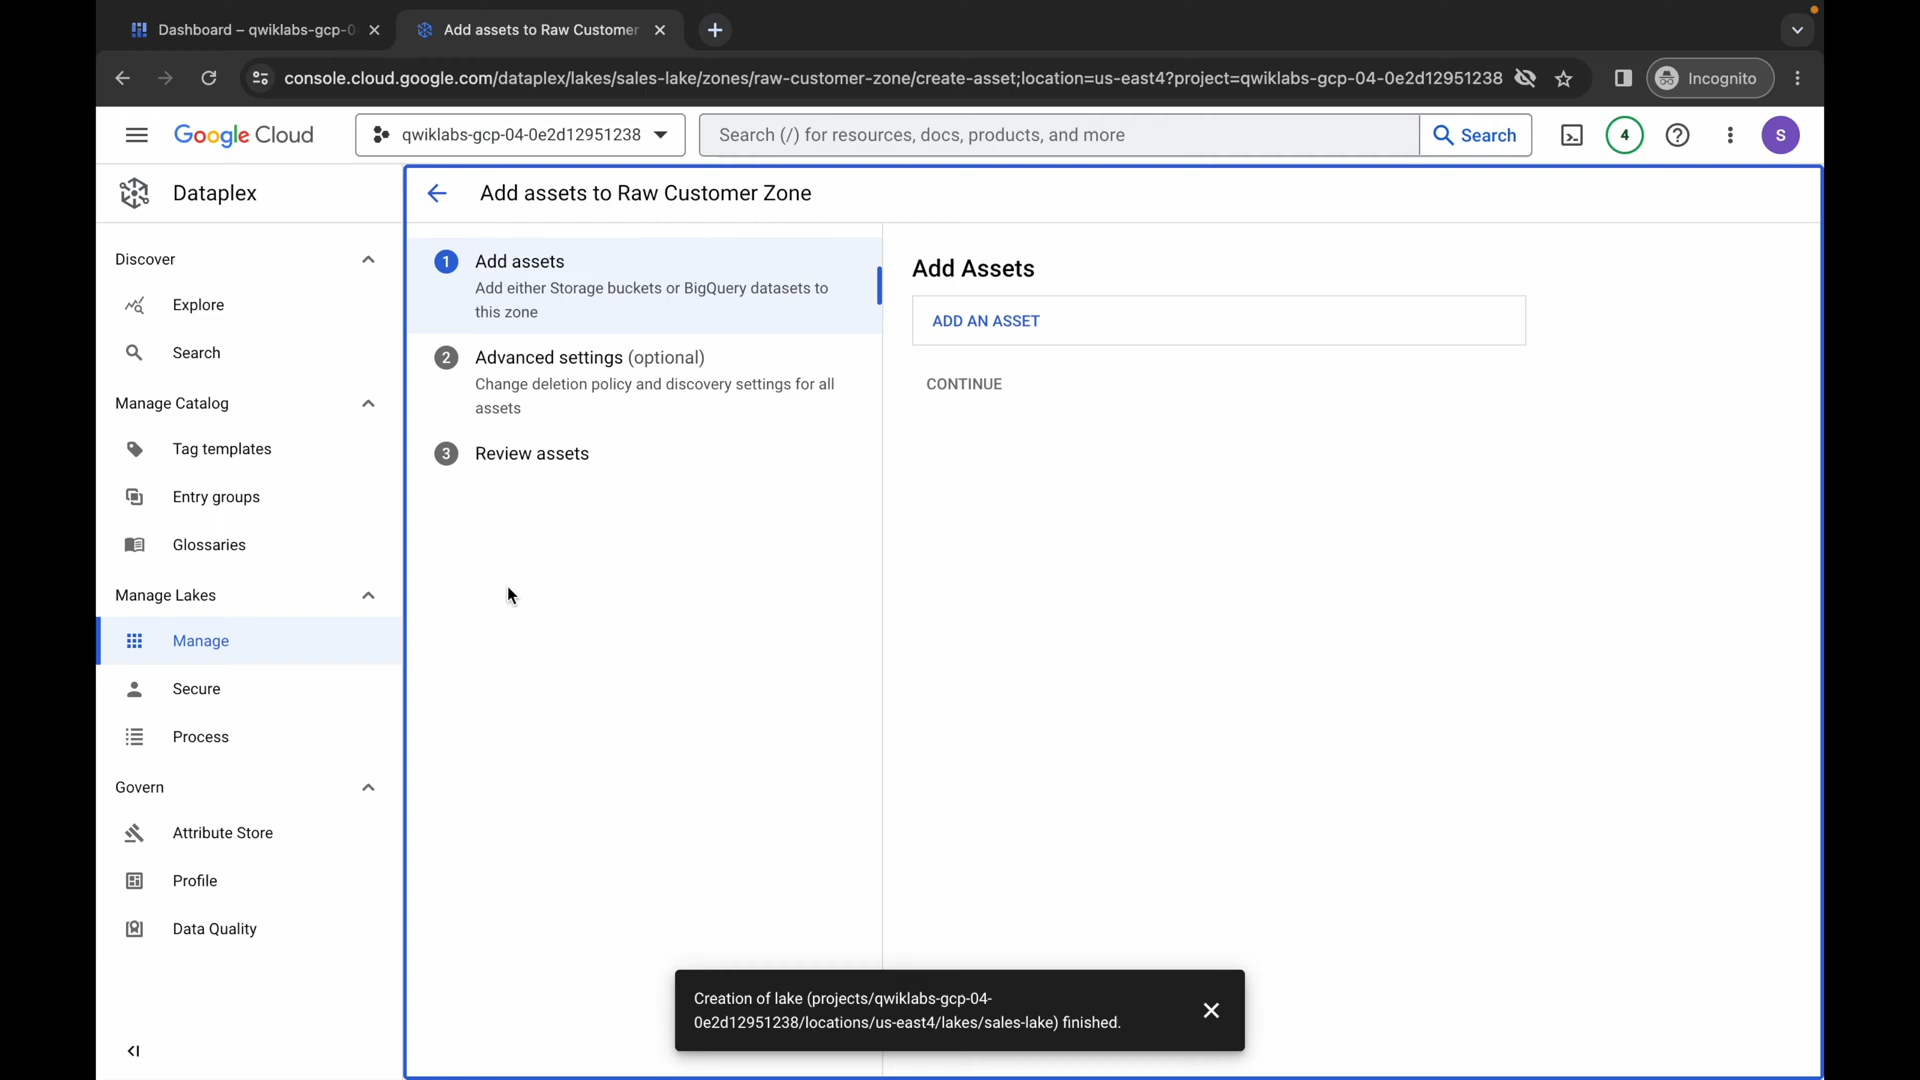 Dashboard – qwiklabs-gcp-0
Add assets to Raw Customer
console.cloud.google.com/dataplex/lakes/sales-lake/zones/raw-customer-zone/create-asset;location=us-east4?project=qwiklabs-gcp-04-0e2d12951238
Incognito
Google Cloud
qwiklabs-gcp-04-0e2d12951238
Search (/) for resources, docs, products, and more
Search
4
S
Dataplex
Add assets to Raw Customer Zone
Discover
Explore
Search
Manage Catalog
Tag templates
Entry groups
Glossaries
Manage Lakes
Manage
Secure
Process
Govern
Attribute Store
Profile
Data Quality
1
Add assets
Add either Storage buckets or BigQuery datasets to
this zone
2
Advanced settings (optional)
Change deletion policy and discovery settings for all
assets
3
Review assets
Add Assets
ADD AN ASSET
CONTINUE
Creation of lake (projects/qwiklabs-gcp-04-
0e2d12951238/locations/us-east4/lakes/sales-lake) finished.